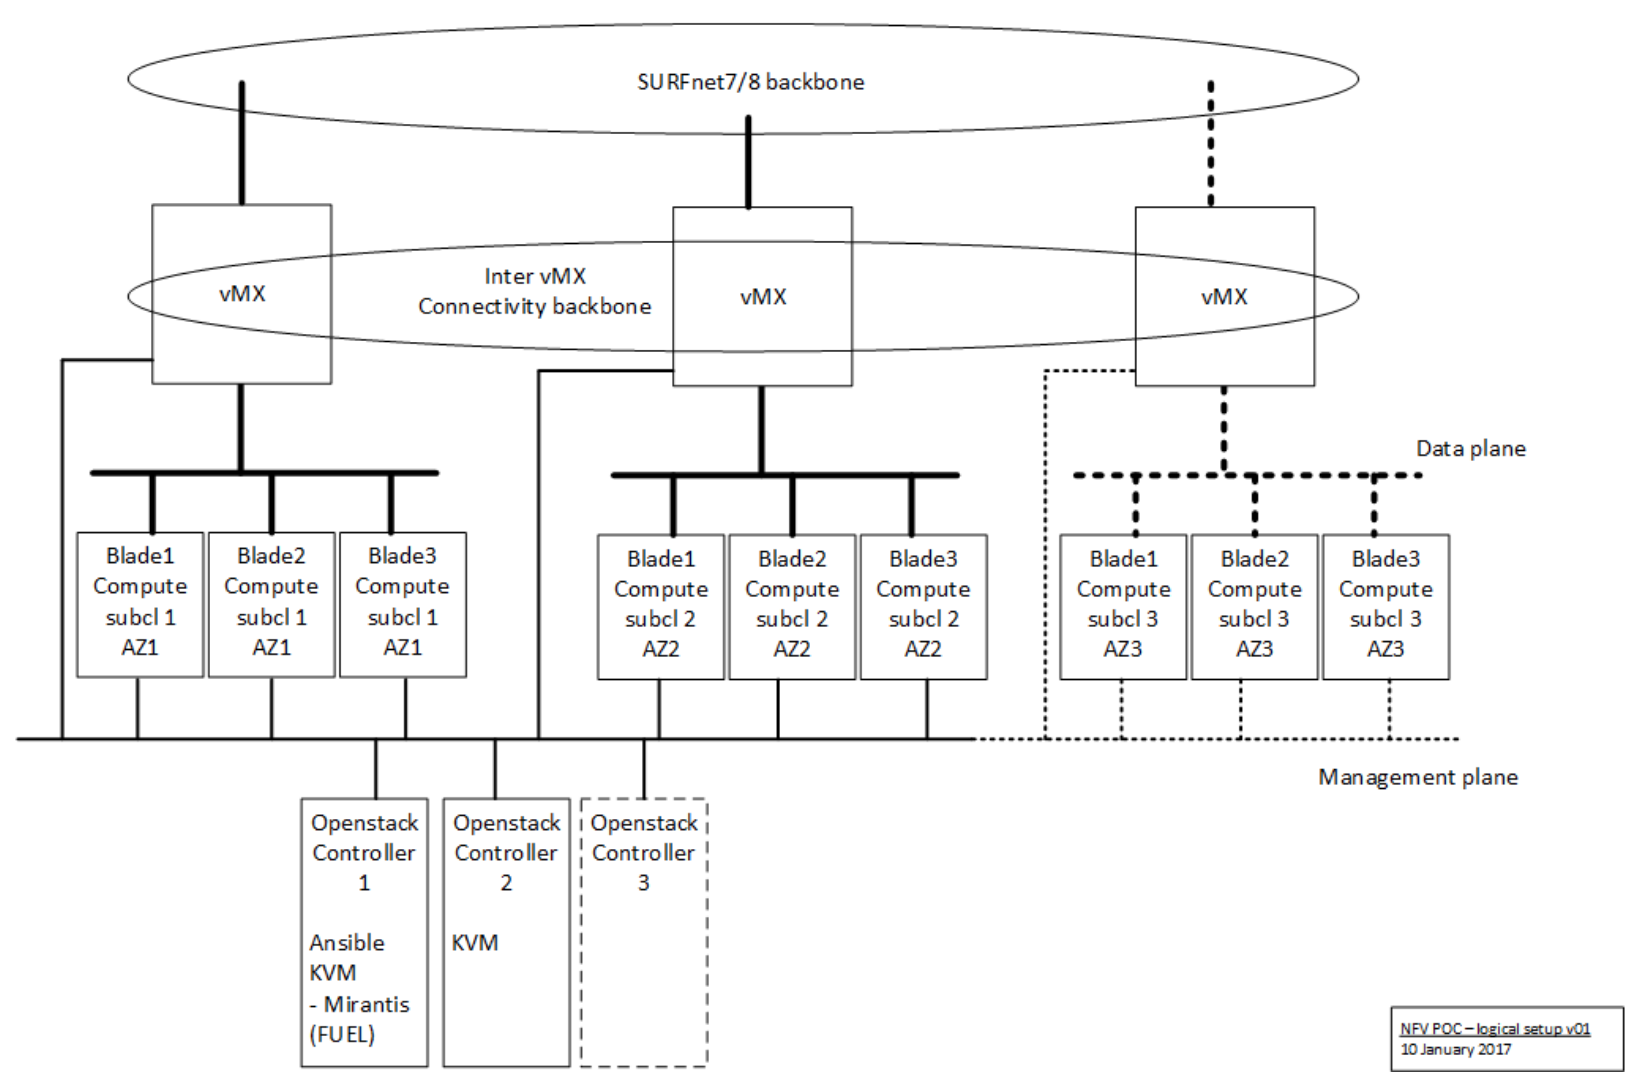 SURFnet7/8 backbone
Inter vMX
Connectivity backbone
vMX
vMX
vMX
Data plane
Blade1
Compute
subcl 1
AZ1
Blade2
Compute
subcl 1
AZ1
Blade3
Compute
subcl 1
AZ1
Blade1
Compute
subcl 2
AZ2
Blade2
Compute
subcl 2
AZ2
Blade3
Compute
subcl 2
AZ2
Blade1
Compute
subcl 3
AZ3
Blade2
Compute
subcl 3
AZ3
Blade3
Compute
subcl 3
AZ3
Management plane
Openstack
Controller
1
Ansible
KVM
- Mirantis
(FUEL)
Openstack
Controller
2
KVM
Openstack
Controller
3
NFV POC – logical setup v01
10 January 2017